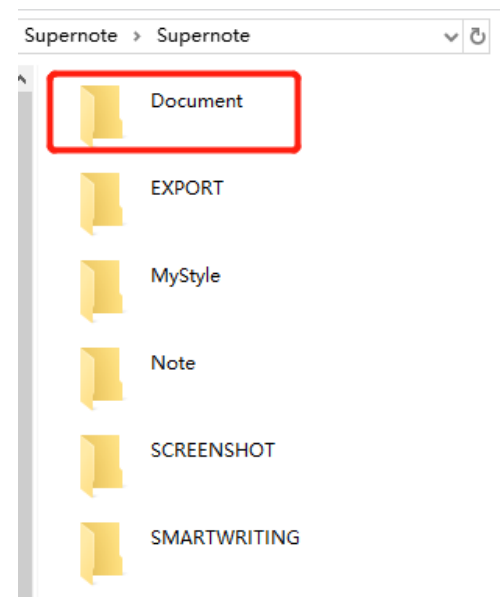 Supernote > Supernote
Document
EXPORT
MyStyle
Note
SCREENSHOT
SMARTWRITING